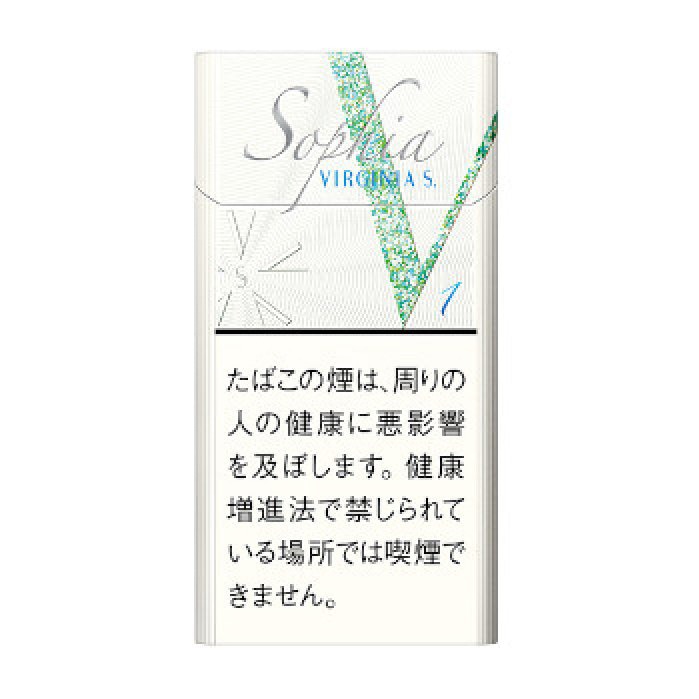 Sophia
VIRGINIA S.
S
1
たばこの煙は、周りの
人の健康に悪影響
を及ぼします。健康
増進法で禁じられて
いる場所では喫煙で
きません。